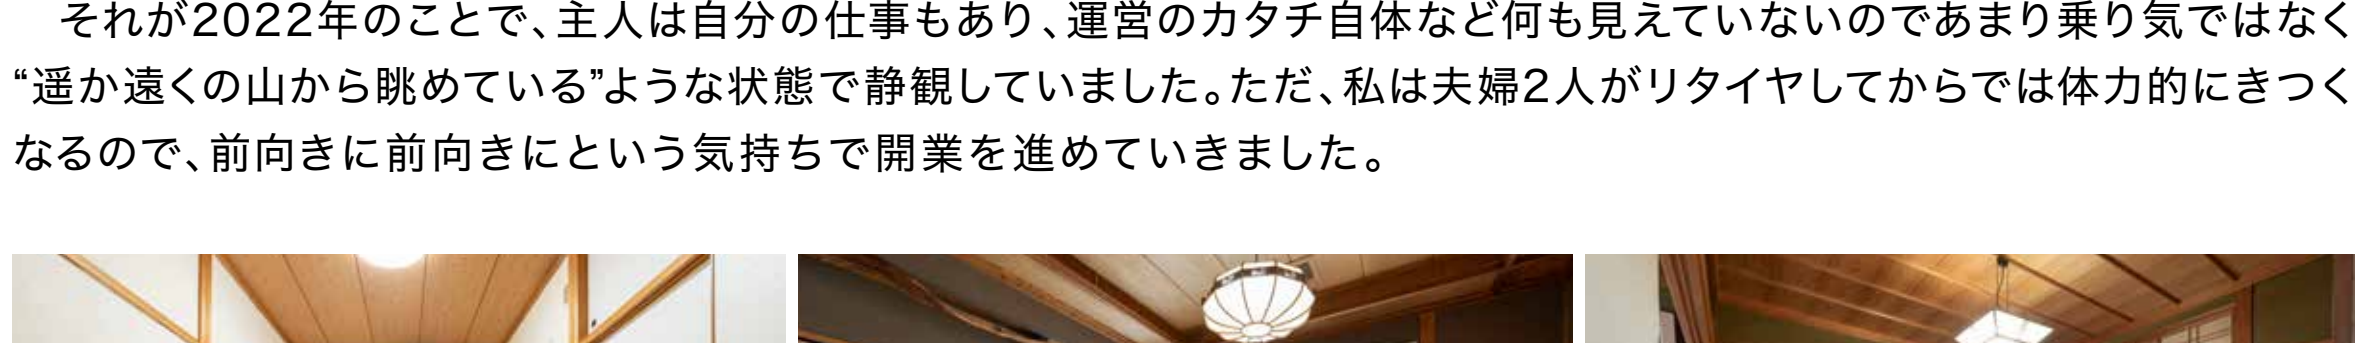 それが2022年のことで、主人は自分の仕事もあり、運営のカタチ自体など何も見えていないのであまり乗り気ではなく
“遥か遠くの山から眺めている”ような状態で静観していました。ただ、私は夫婦2人がリタイヤしてからでは体力的にきつく
なるので、前向きに前向きにという気持ちで開業を進めていきました。